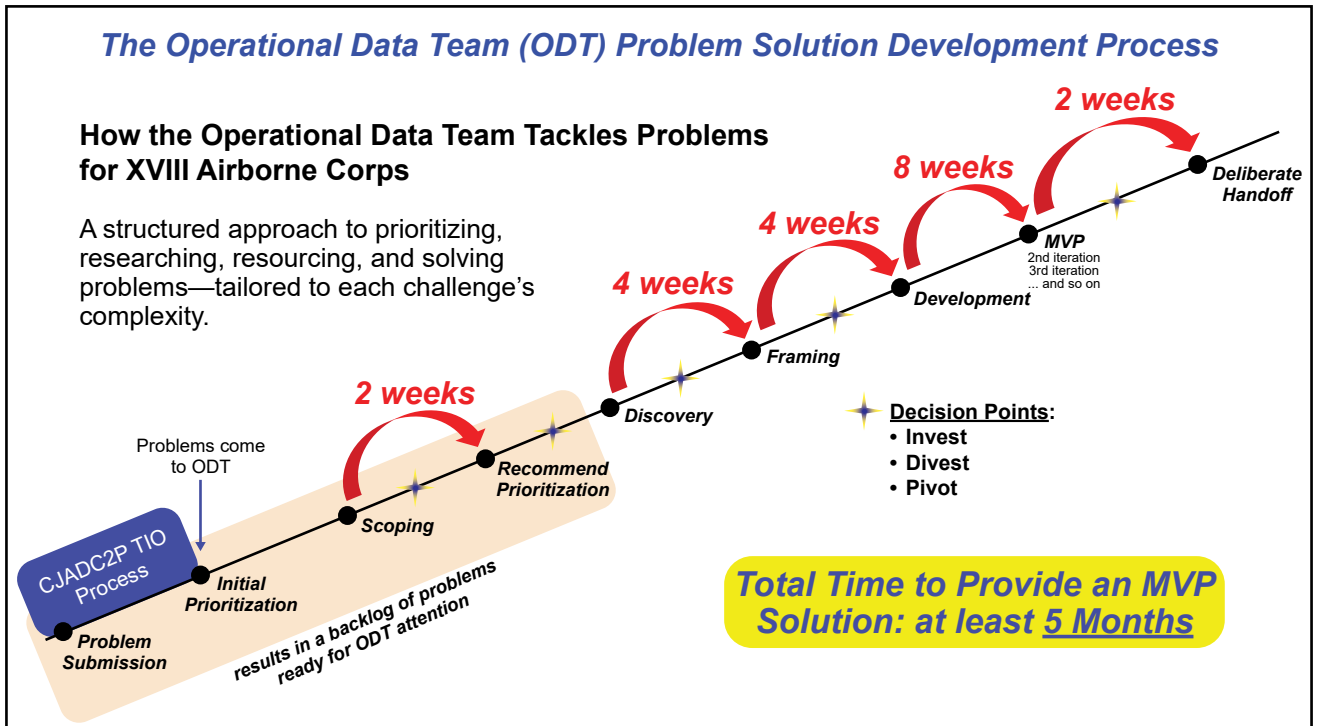 The Operational Data Team (ODT) Problem Solution Development Process
How the Operational Data Team Tackles Problems
for XVIII Airborne Corps
A structured approach to prioritizing,
researching, resourcing, and solving
problems—tailored to each challenge's
complexity.
Problems come
to ODT
CJADC2P TIO
Process
Problem
Submission
Initial
Prioritization
results in a backlog of problems
ready for ODT attention
2 weeks
Scoping
Recommend
Prioritization
4 weeks
Discovery
4 weeks
Framing
8 weeks
Development
2 weeks
MVP
2nd iteration
3rd iteration
... and so on
Deliberate
Handoff
Decision Points:
• Invest
• Divest
• Pivot
Total Time to Provide an MVP
Solution: at least 5 Months